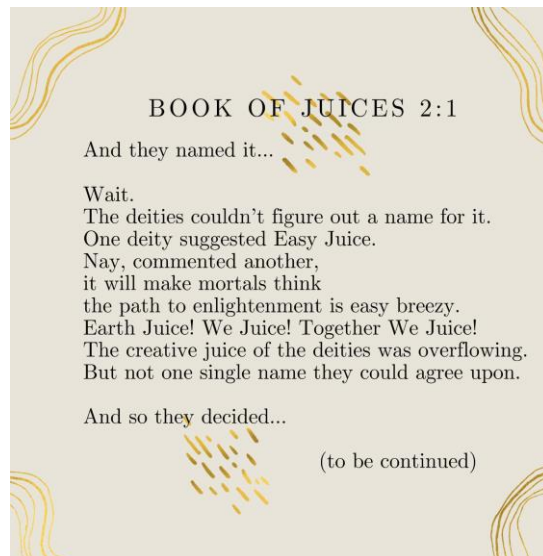 BOOK OF JUICES 2:1
And they named it...
Wait.
The deities couldn't figure out a name for it.
One deity suggested Easy Juice.
Nay, commented another,
it will make mortals think
the path to enlightenment is easy breezy.
Earth Juice! We Juice! Together We Juice!
The creative juice of the deities was overflowing.
But not one single name they could agree upon.
And so they decided...
(to be continued)